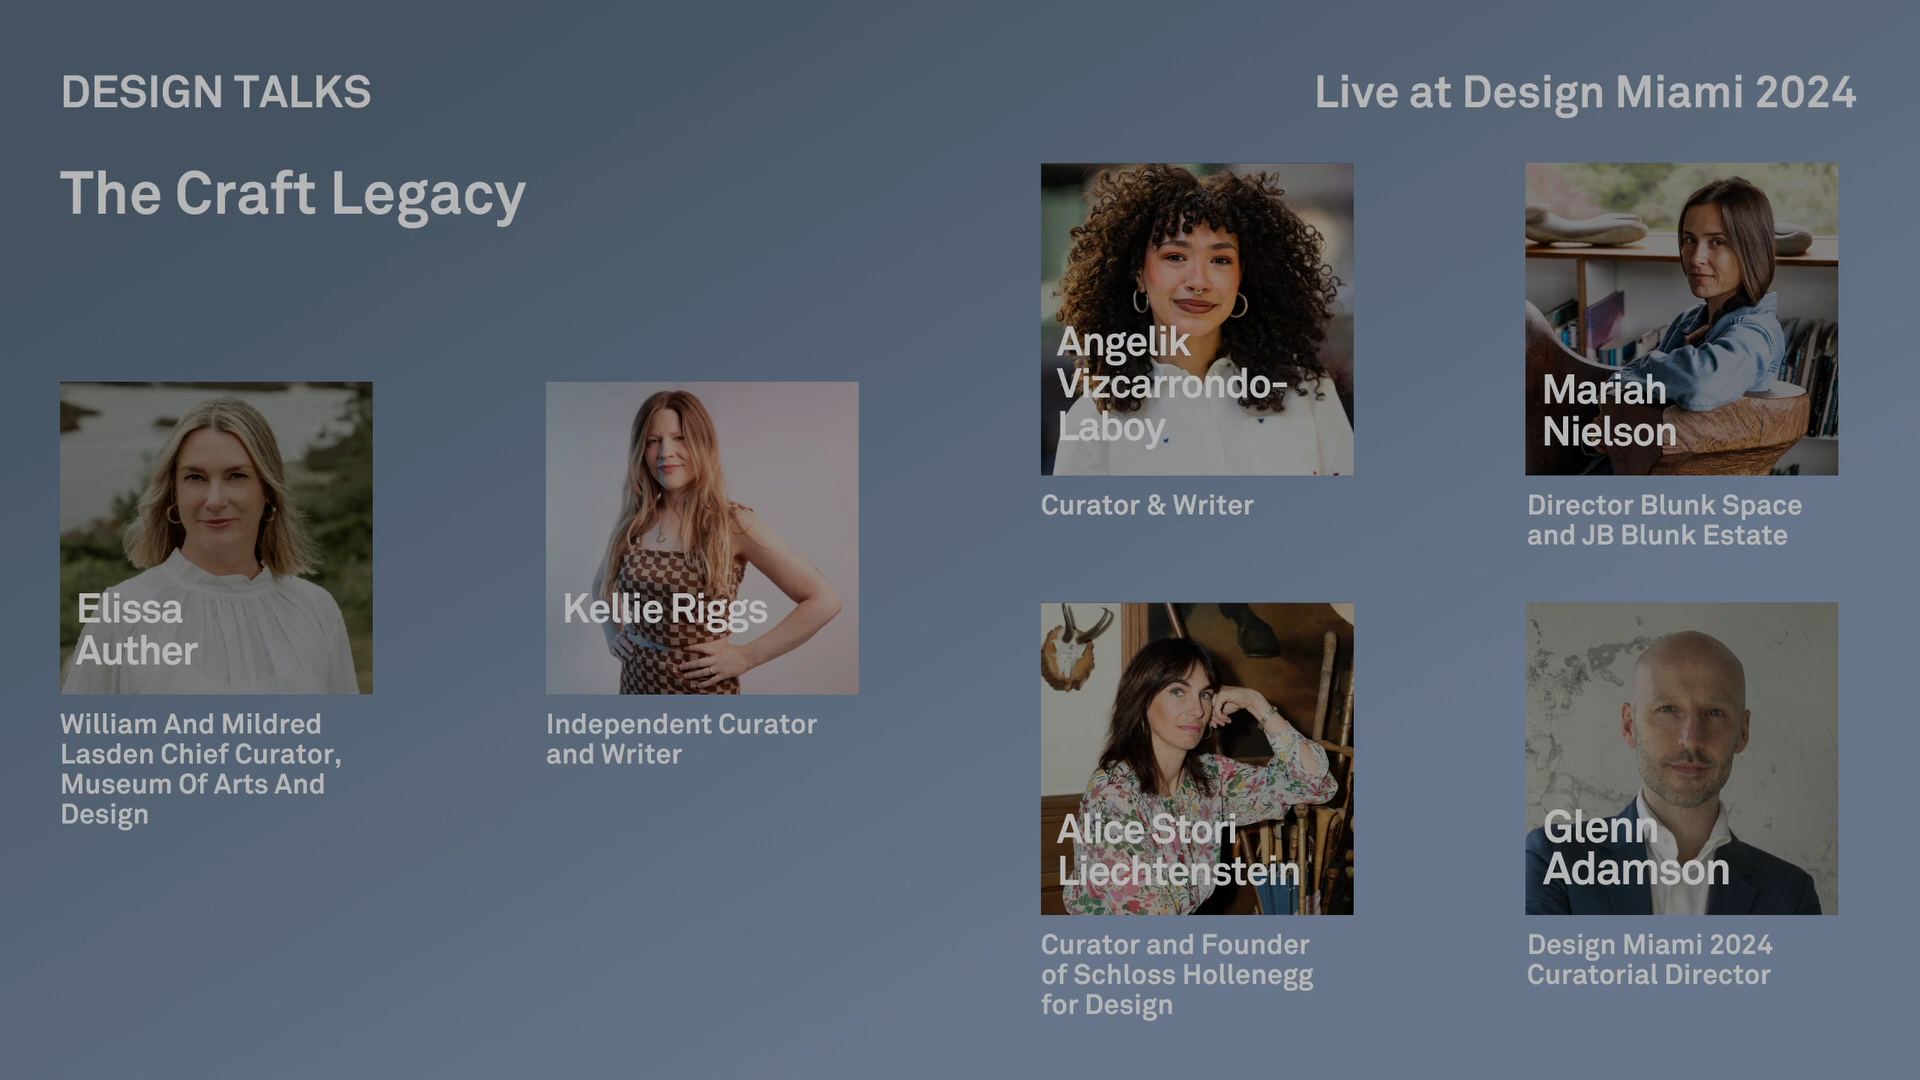 DESIGN TALKS
Live at Design Miami 2024
The Craft Legacy
Elissa
Auther
William And Mildred
Lasden Chief Curator,
Museum Of Arts And
Design
Kellie Riggs
Independent Curator
and Writer
Angelik
Vizcarrondo-
Laboy
Curator & Writer
Mariah
Nielson
Director Blunk Space
and JB Blunk Estate
Alice Stori
Liechtenstein
Curator and Founder
of Schloss Hollenegg
for Design
Glenn
Adamson
Design Miami 2024
Curatorial Director